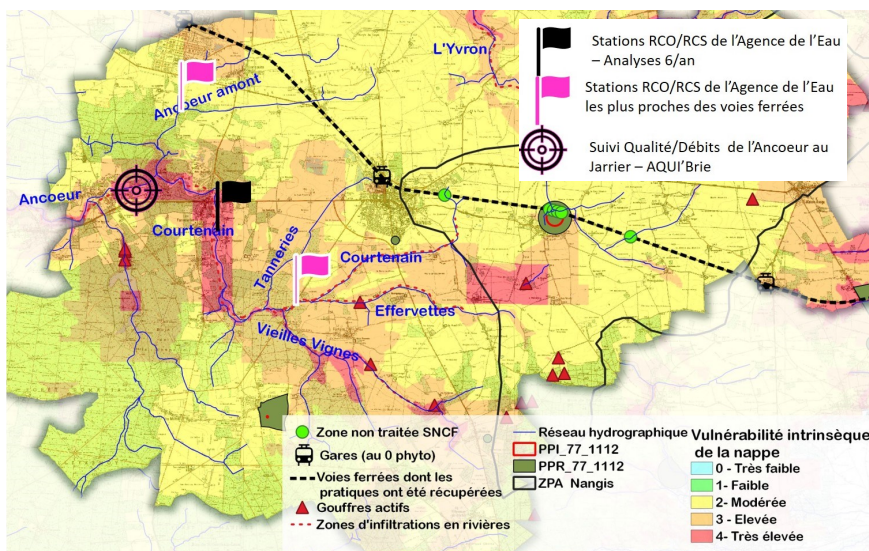 L'Yvron
Ancoeur amont
Ancoeur
Courtenain
Tanneries
Courtenain
Effervettes
Vieilles Vignes
Stations RCO/RCS de l'Agence de l'Eau
– Analyses 6/an
Stations RCO/RCS de l'Agence de l'Eau
les plus proches des voies ferrées
Suivi Qualité/Débits de l'Ancoeur au
Jarrier – AQUI'Brie
Zone non traitée SNCF
Gares (au 0 phyto)
Voies ferrées dont les
pratiques ont été récupérées
Gouffres actifs
Zones d'infiltrations en rivières
Réseau hydrographique
PPI_77_1112
PPR_77_1112
ZPA Nangis
Vulnérabilité intrinsèque
de la nappe
0 - Très faible
1- Faible
2- Modérée
3 - Elevée
4- Très élevée